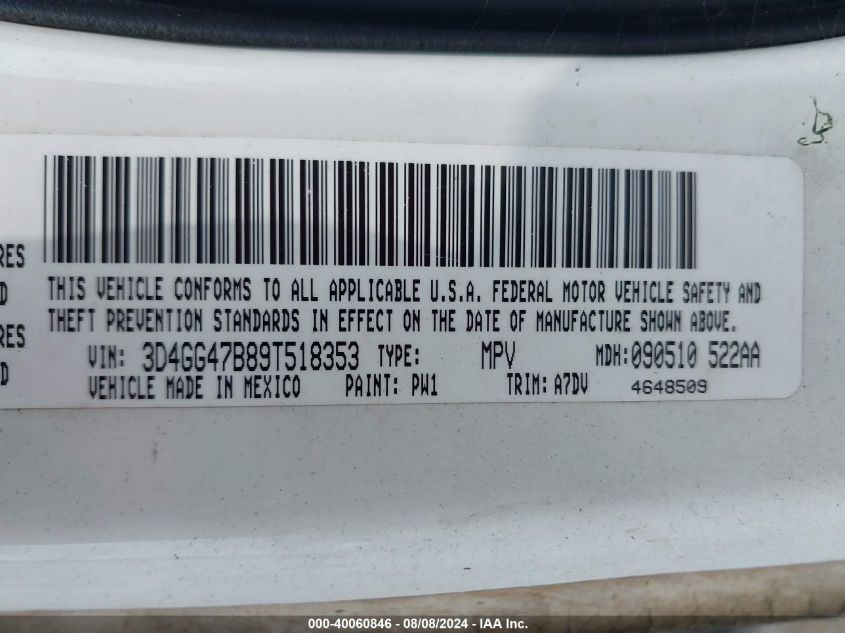 RES
D
RES
D
THIS VEHICLE CONFORMS TO ALL APPLICABLE U.S.A. FEDERAL MOTOR VEHICLE SAFETY AND
THEFT PREVENTION STANDARDS IN EFFECT ON THE DATE OF MANUFACTURE SHOWN ABOVE.
VIN: 3D4GG47B89T518353 TYPE: MPV MDH:090510 522AA
VEHICLE MADE IN MEXICO PAINT: PW1 TRIM: A7DV 4648509
000-40060846 - 08/08/2024 - IAA Inc.